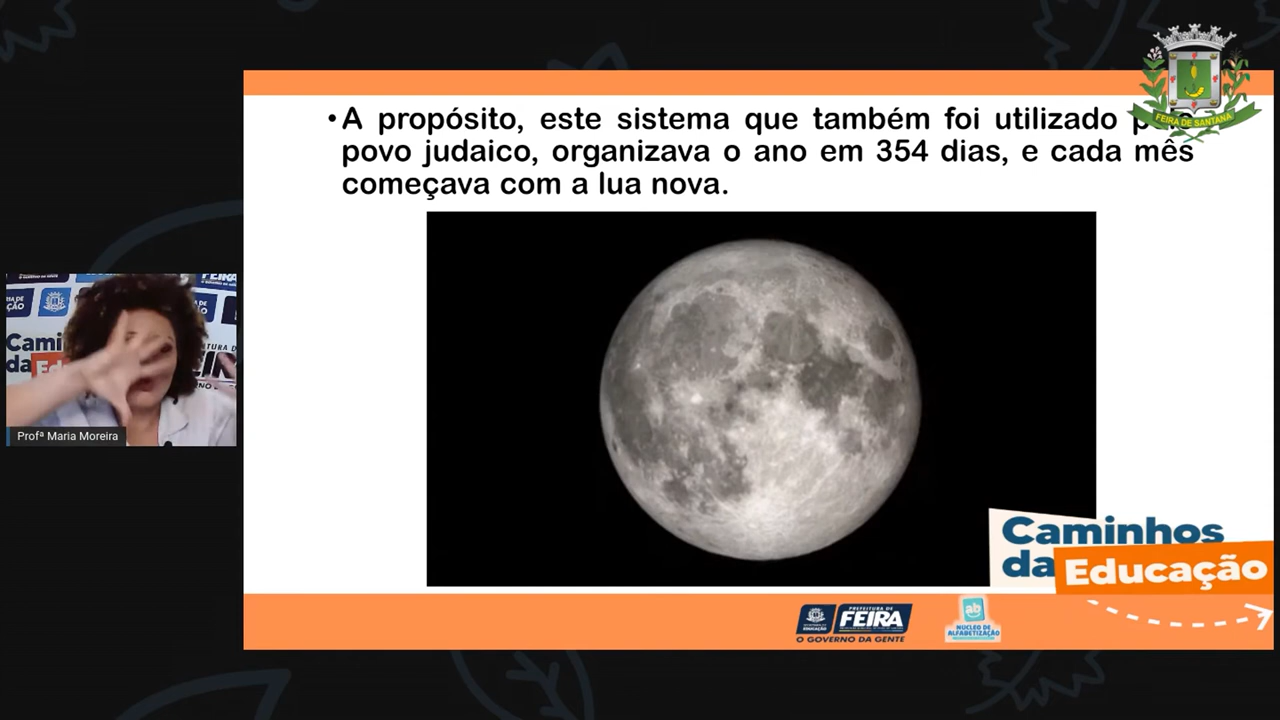 • A propósito, este sistema que também foi utilizado
povo judaico, organizava o ano em 354 dias, e cada mês
começava com a lua nova.
FEIRA DE SANTANA
Profª Maria Moreira
Caminhos
da Educação
PREFEITURA DE
FEIRA
O GOVERNO DA GENTE
EDUCAÇÃO
ab
NÚCLEO DE
ALFABETIZAÇÃO